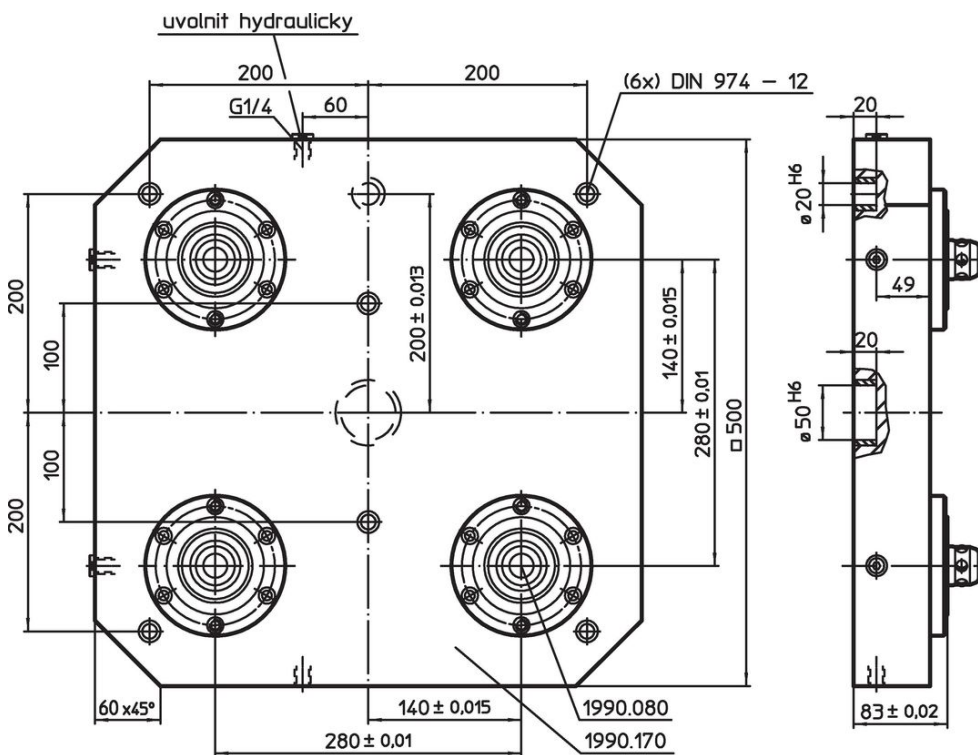 uvolnit hydraulicky
200
200
(6x) DIN 974 – 12
G1/4
60
20
ø20 H6
200
100
200 ± 0,013
140 ± 0,015
280 ± 0,01
□ 500
49
20
ø50 H6
100
200
60 x45°
140 ± 0,015
280 ± 0,01
1990.080
1990.170
83 ± 0,02